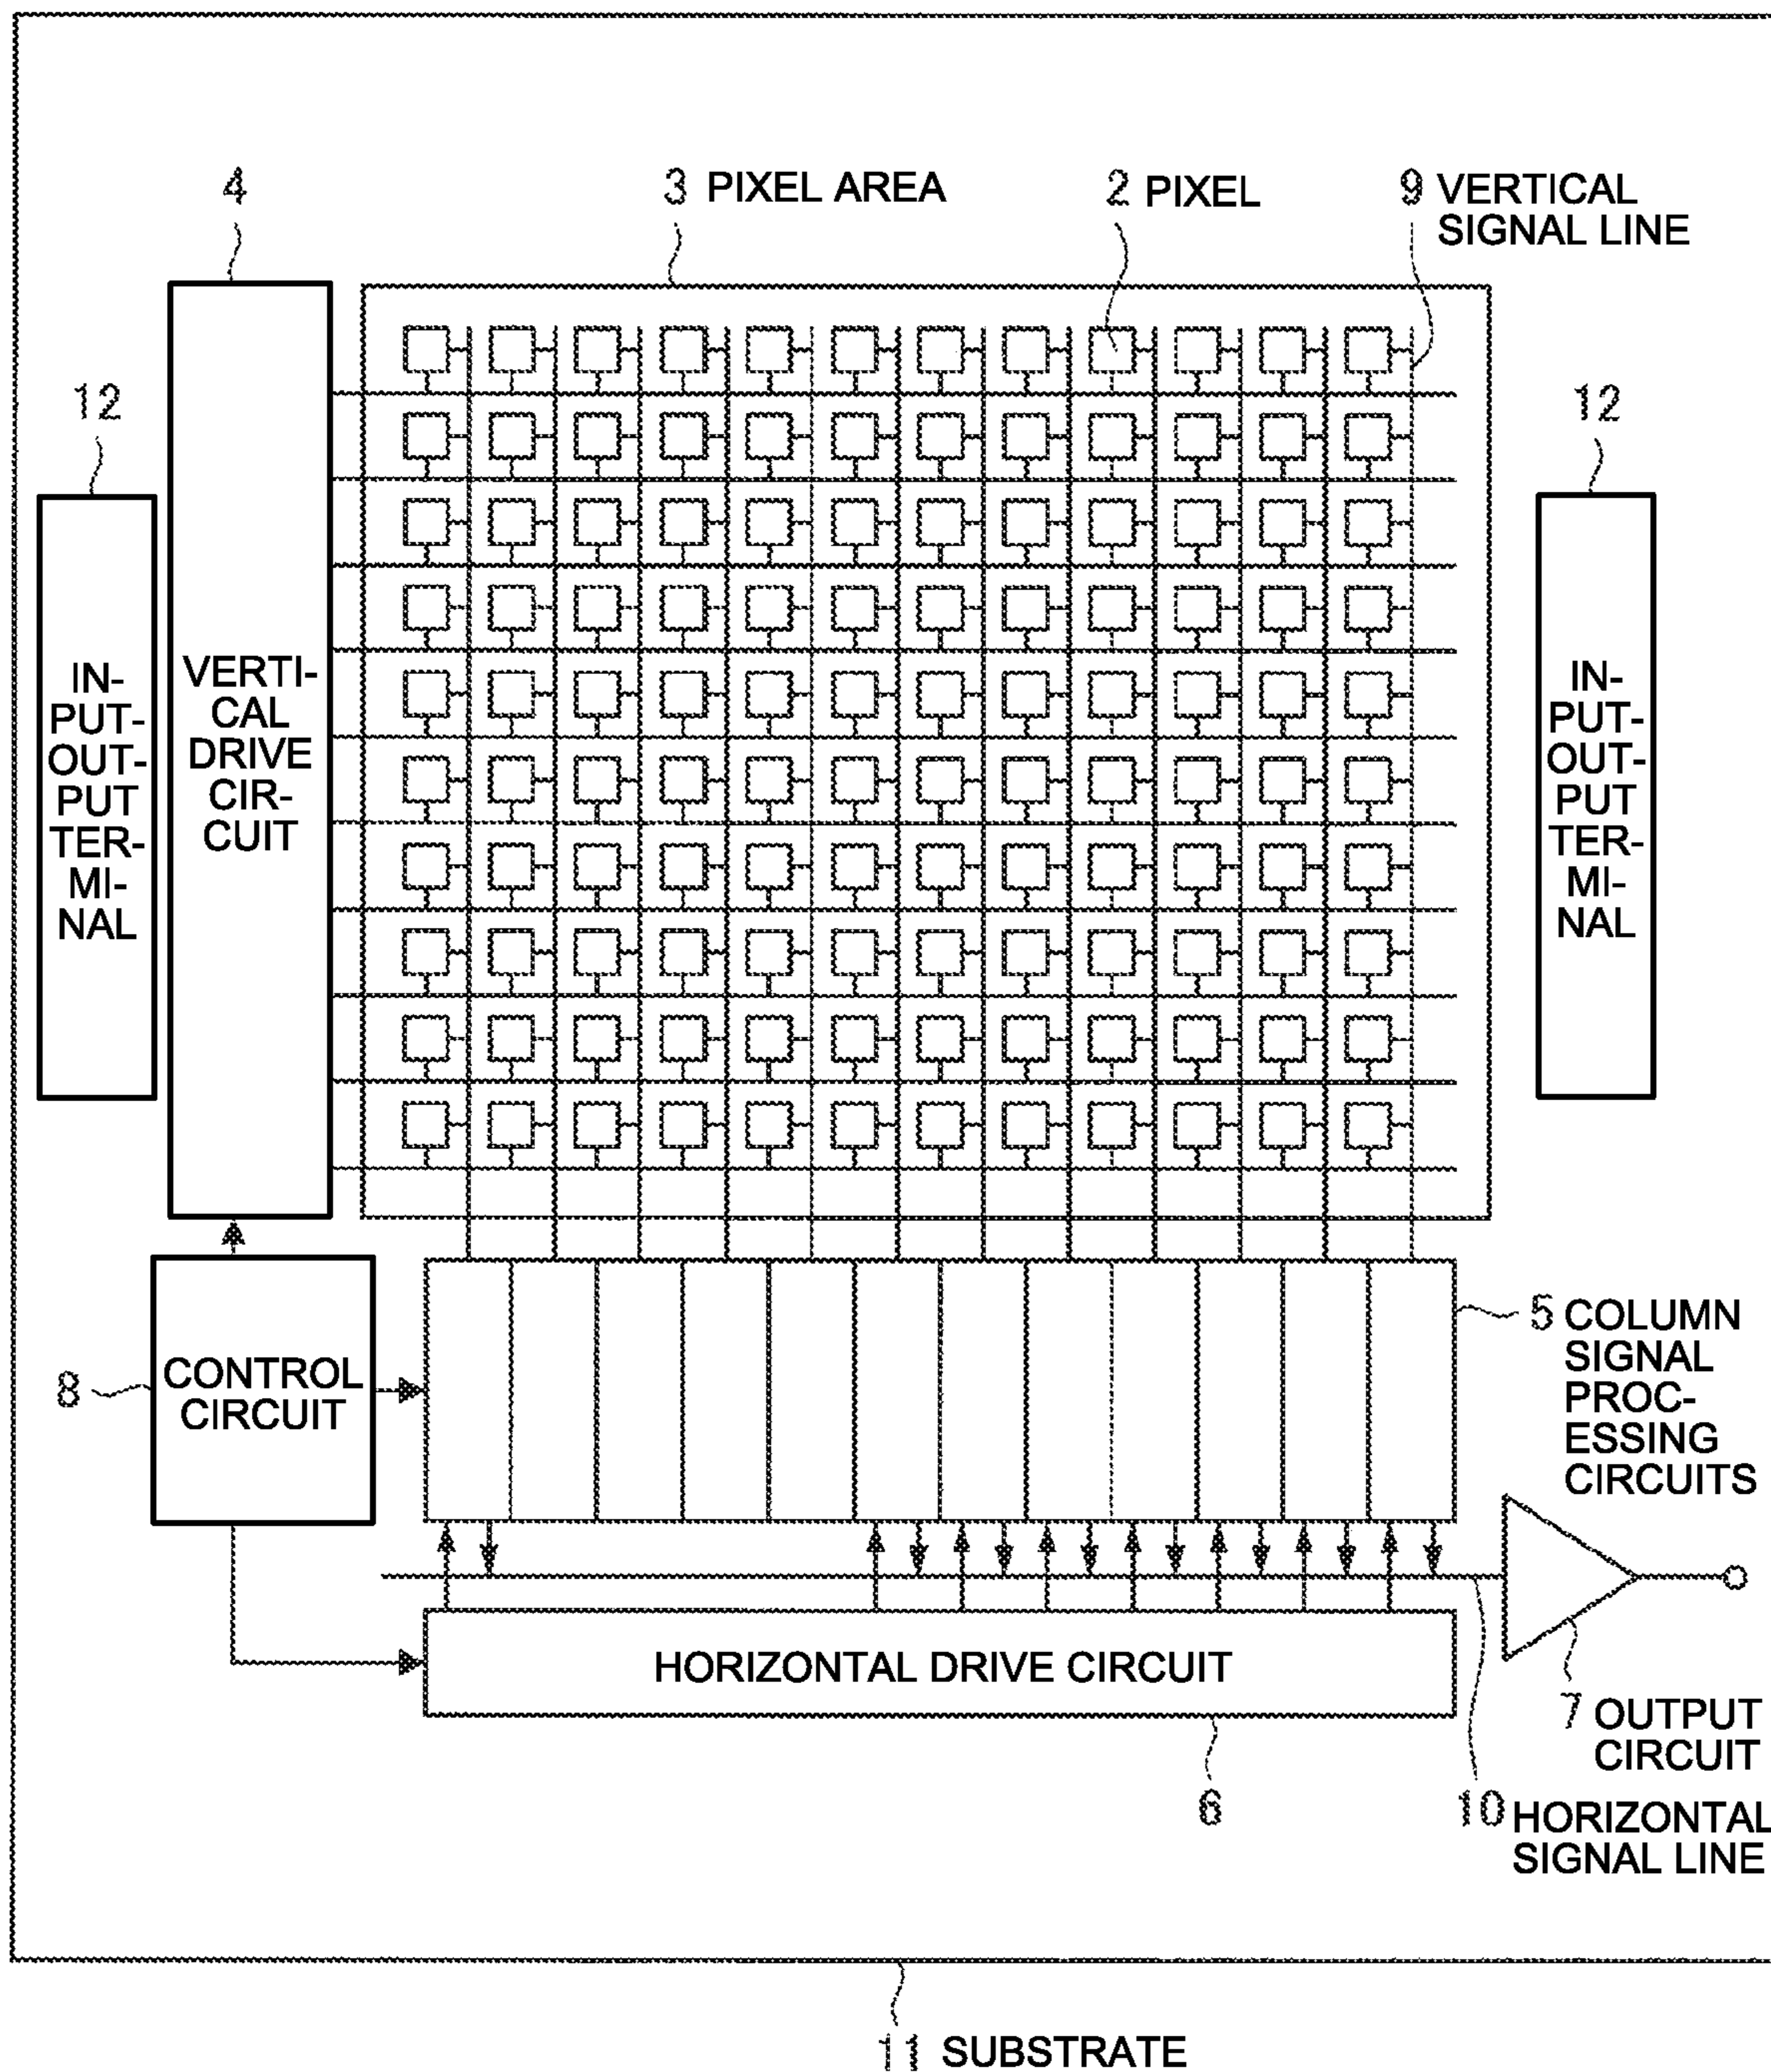 4
3 PIXEL AREA
2 PIXEL
9 VERTICAL
SIGNAL LINE
12
12
IN-
PUT-
OUT-
PUT
TER-
MI-
NAL
VERTI-
CAL
DRIVE
CIR-
CUIT
IN-
PUT-
OUT-
PUT
TER-
MI-
NAL
8
CONTROL
CIRCUIT
5 COLUMN
SIGNAL
PROC-
ESSING
CIRCUITS
HORIZONTAL DRIVE CIRCUIT
7 OUTPUT
CIRCUIT
6
10 HORIZONTAL
SIGNAL LINE
11 SUBSTRATE